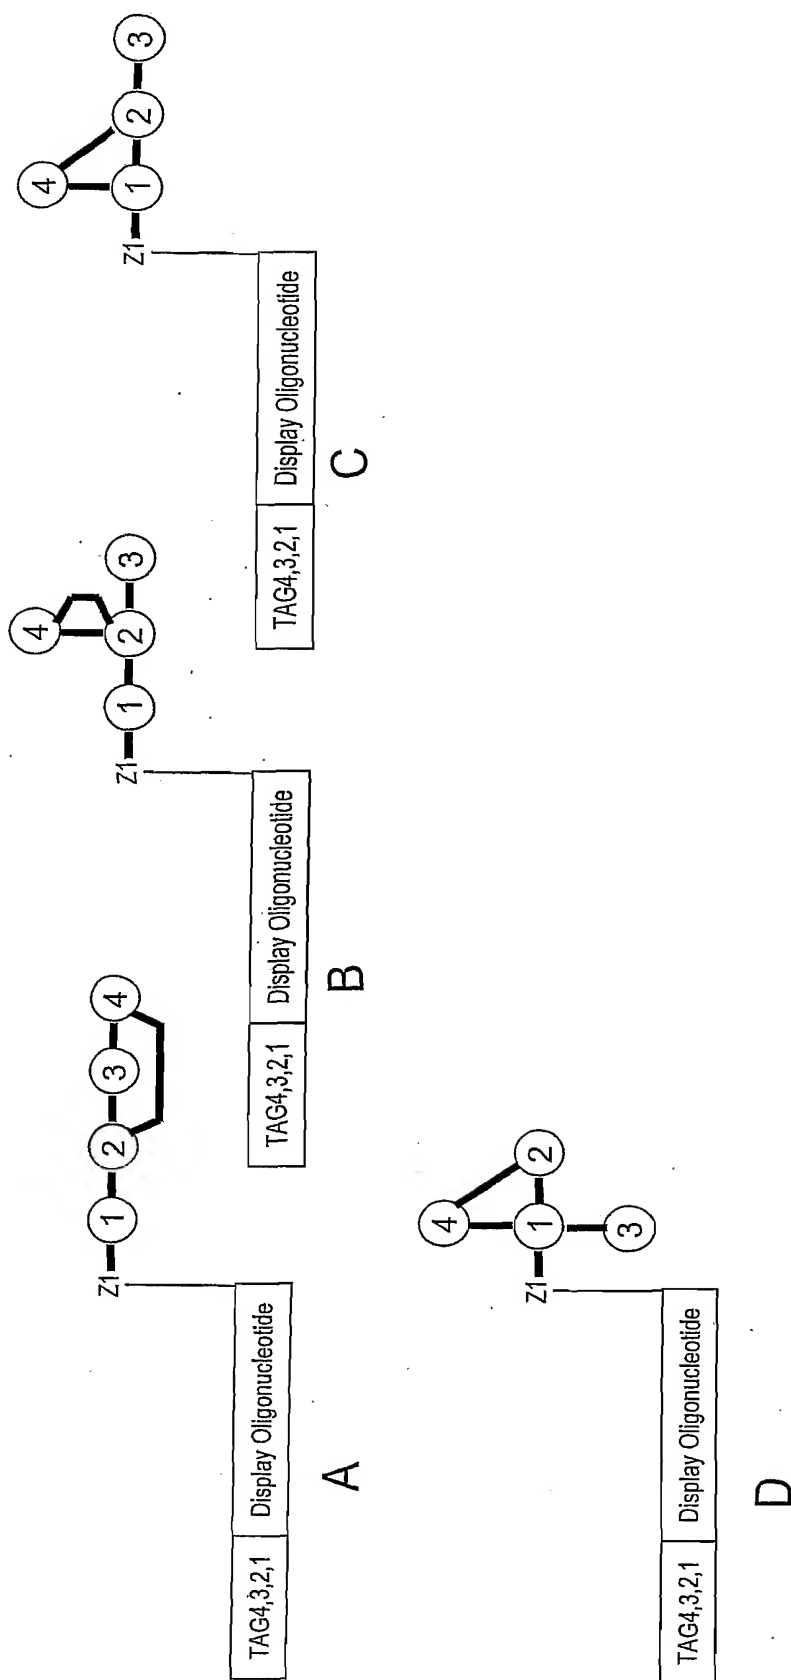 4
Z1 1 2 3 4
TAG4,3,2,1 Display Oligonucleotide
A
4
Z1 1 2 3
TAG4,3,2,1 Display Oligonucleotide
B
4
Z1 1 2 3
TAG4,3,2,1 Display Oligonucleotide
C
4
Z1 1 2
3
TAG4,3,2,1 Display Oligonucleotide
D